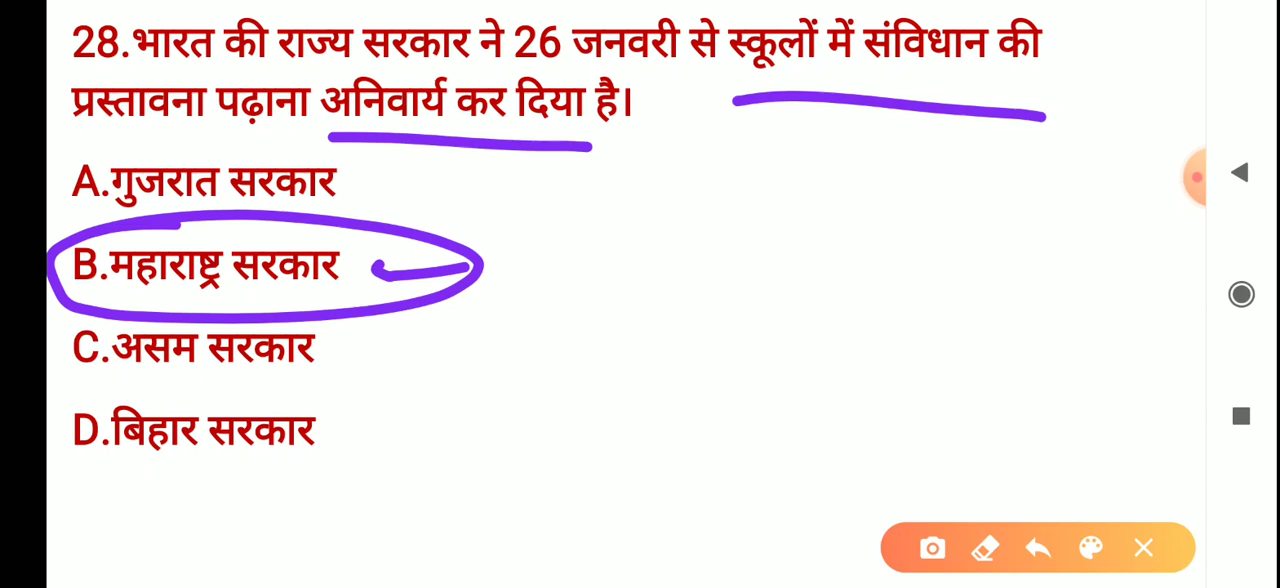 28.भारत की राज्य सरकार ने 26 जनवरी से स्कूलों में संविधान की
प्रस्तावना पढ़ाना अनिवार्य कर दिया है।
A.गुजरात सरकार
B.महाराष्ट्र सरकार
C.असम सरकार
D.बिहार सरकार